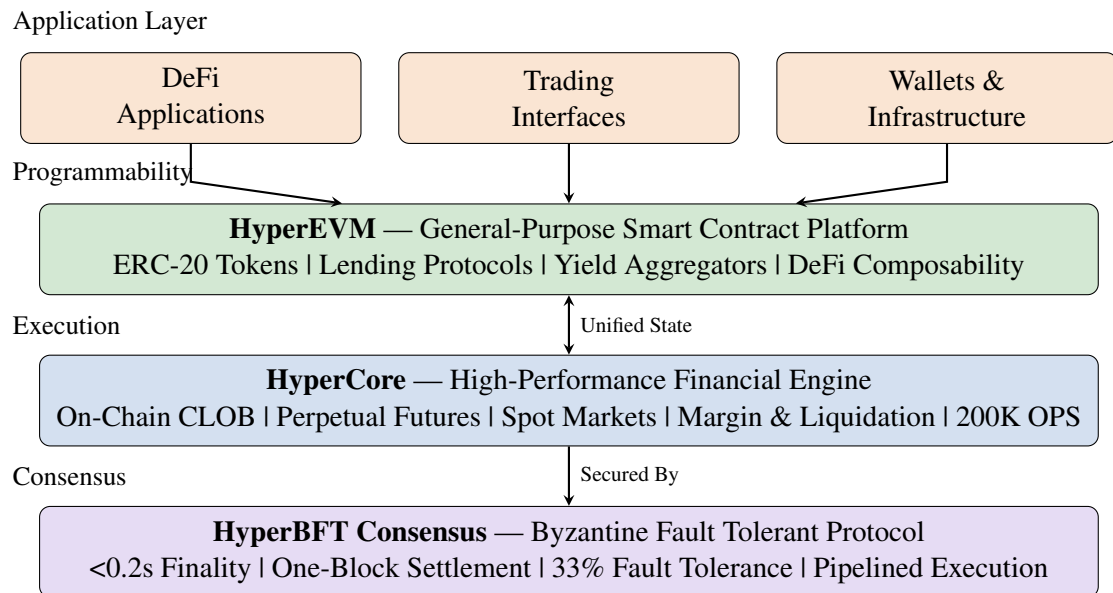 Application Layer
DeFi
Applications
Trading
Interfaces
Wallets &
Infrastructure
Programmability
HyperEVM — General-Purpose Smart Contract Platform
ERC-20 Tokens | Lending Protocols | Yield Aggregators | DeFi Composability
Execution
Unified State
HyperCore — High-Performance Financial Engine
On-Chain CLOB | Perpetual Futures | Spot Markets | Margin & Liquidation | 200K OPS
Consensus
Secured By
HyperBFT Consensus — Byzantine Fault Tolerant Protocol
<0.2s Finality | One-Block Settlement | 33% Fault Tolerance | Pipelined Execution